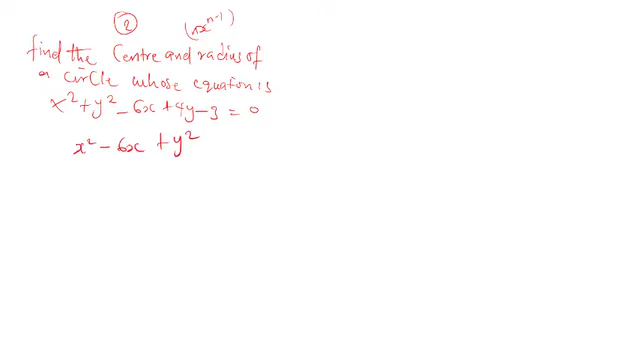 ② (nx^{n-1})
find the Centre and radius of
a circle whose equation is
x² + y² - 6x + 4y - 3 = 0
x² - 6x + y²